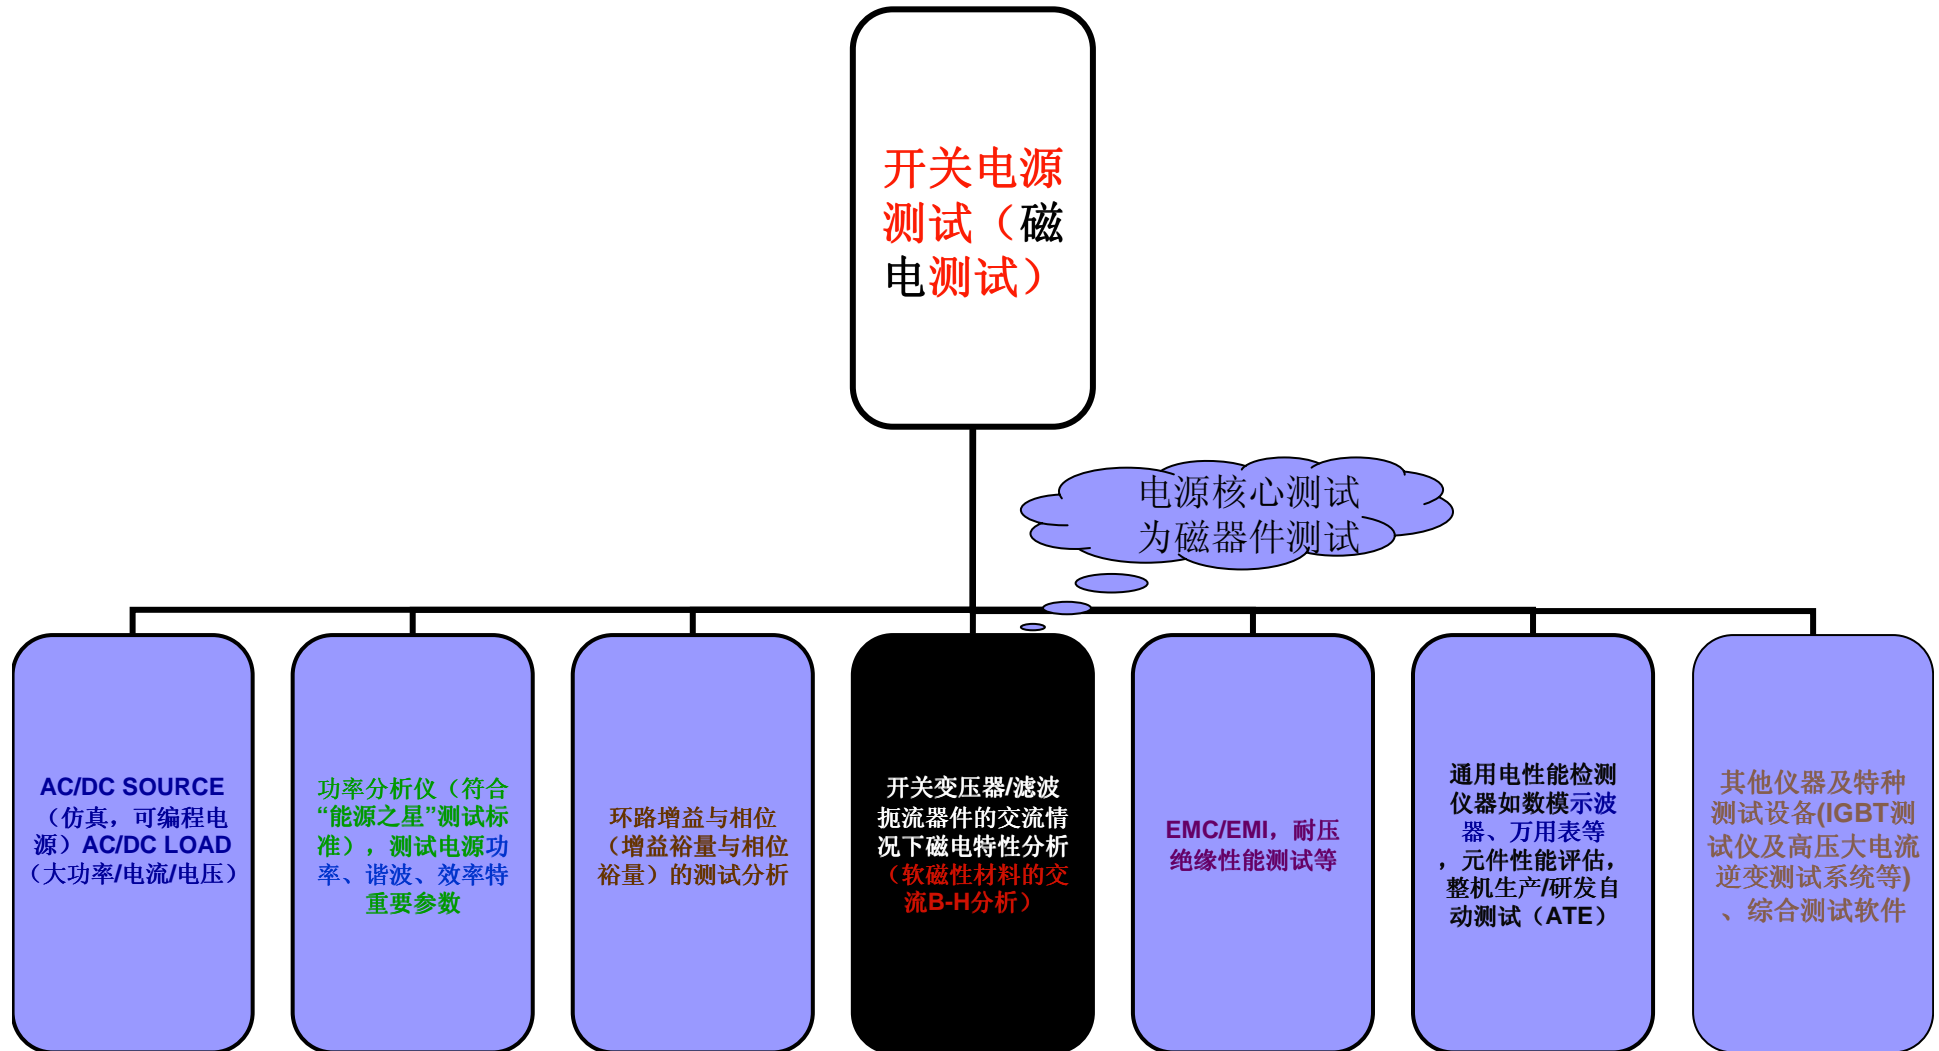 开关电源
测试（磁
电测试）
电源核心测试
为磁器件测试
AC/DC SOURCE
（仿真，可编程电
源）AC/DC LOAD
（大功率/电流/电压）
功率分析仪（符合
“能源之星”测试标
准），测试电源功
率、谐波、效率特
重要参数
环路增益与相位
（增益裕量与相位
裕量）的测试分析
开关变压器/滤波
扼流器件的交流情
况下磁电特性分析
（软磁性材料的交
流B-H分析）
EMC/EMI，耐压
绝缘性能测试等
通用电性能检测
仪器如数模示波
器、万用表等
，元件性能评估，
整机生产/研发自
动测试（ATE）
其他仪器及特种
测试设备(IGBT测
试仪及高压大电流
逆变测试系统等)
、综合测试软件